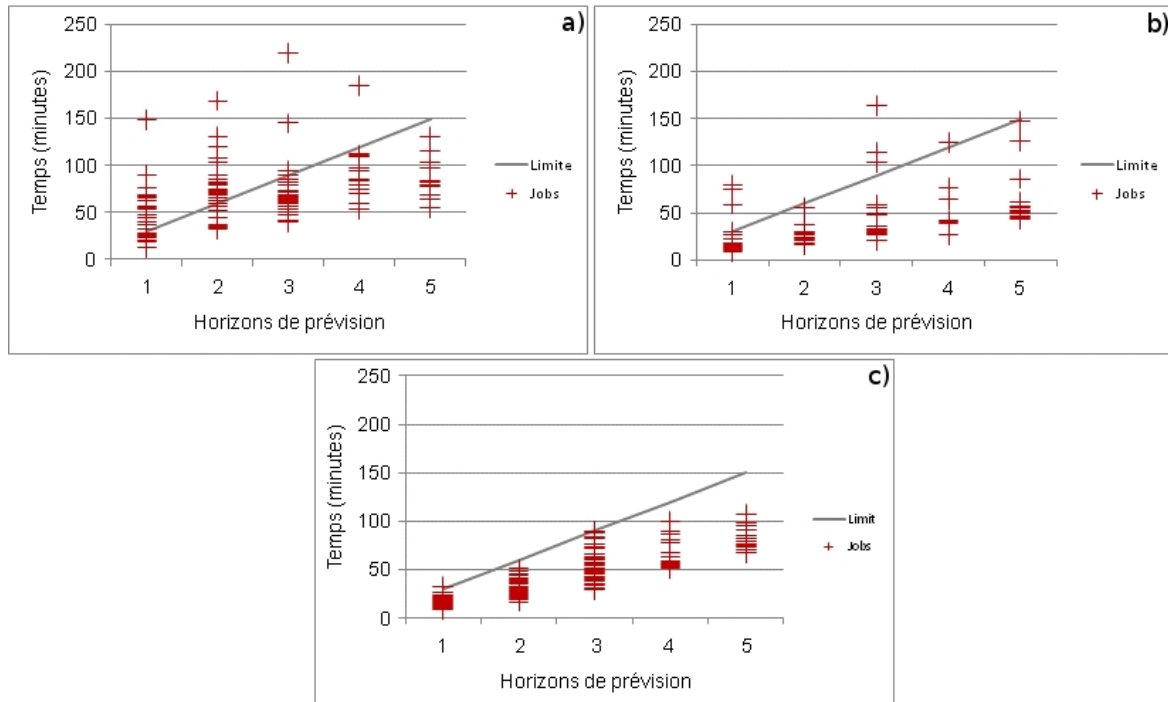 a)
Temps (minutes)
250
200
150
100
50
0
1 2 3 4 5
Horizons de prévision
Limite
Jobs
b)
Temps (minutes)
250
200
150
100
50
0
1 2 3 4 5
Horizons de prévision
Limite
Jobs
c)
Temps (minutes)
250
200
150
100
50
0
1 2 3 4 5
Horizons de prévision
Limit
Jobs